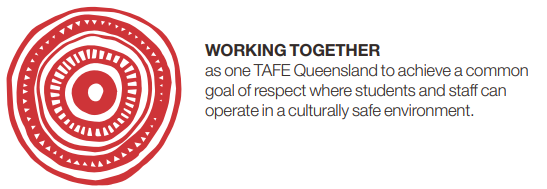 WORKING TOGETHER
as one TAFE Queensland to achieve a common
goal of respect where students and staff can
operate in a culturally safe environment.